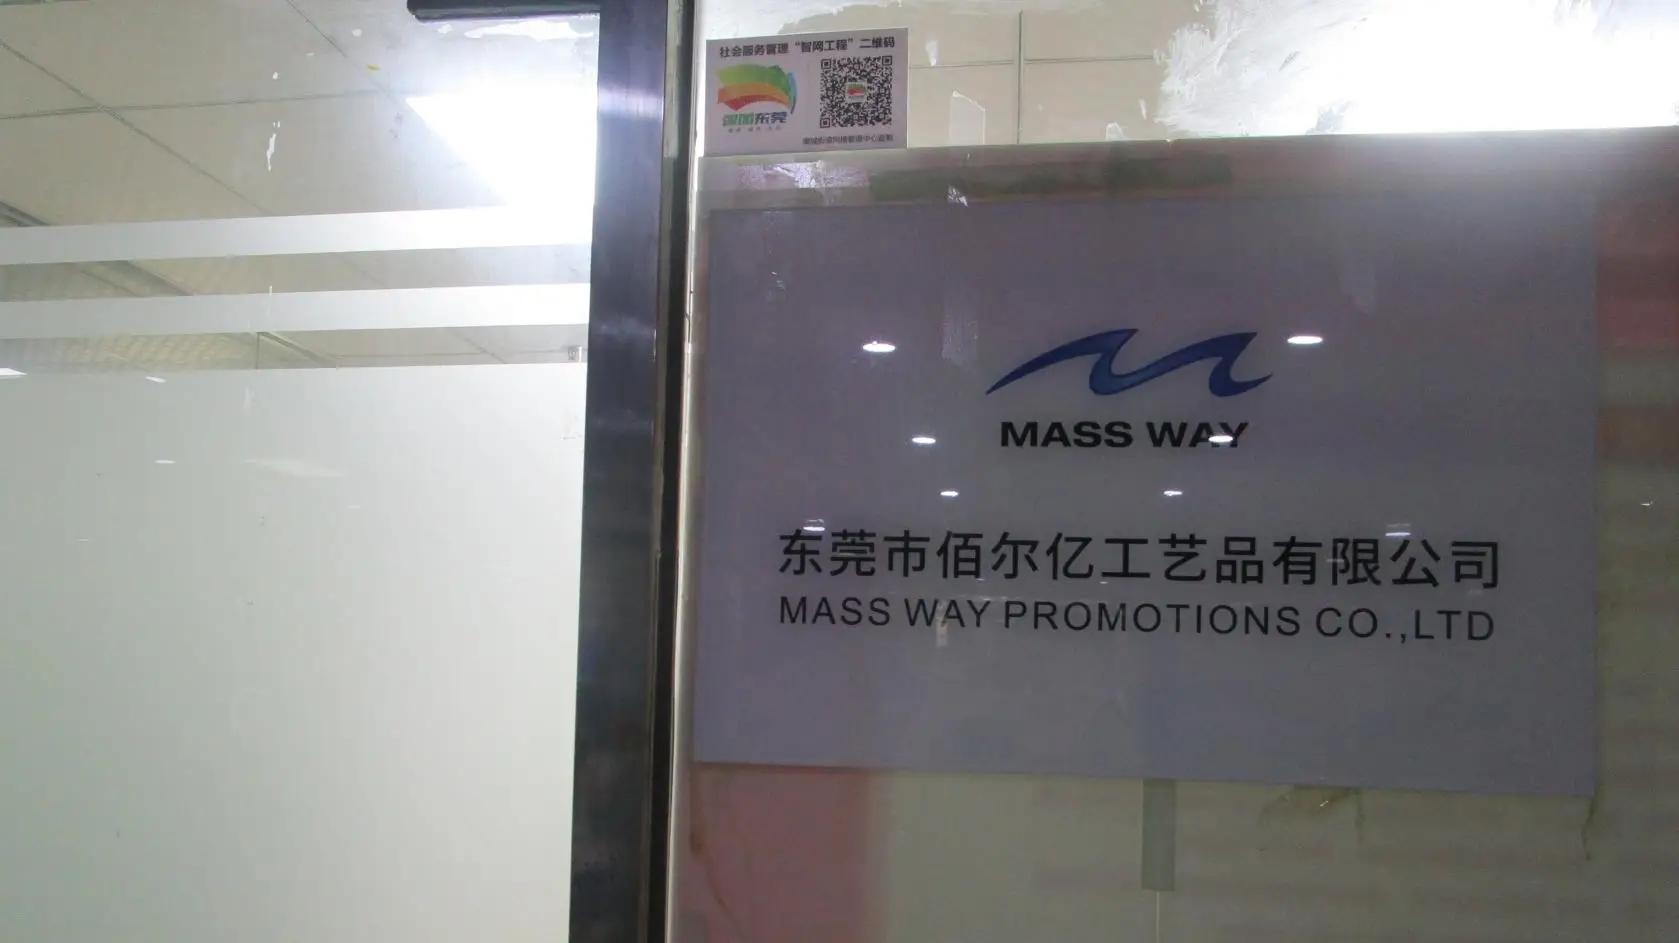 社会服务管理“智网工程”二维码
MASS WAY
东莞市佰尔亿工艺品有限公司
MASS WAY PROMOTIONS CO.,LTD